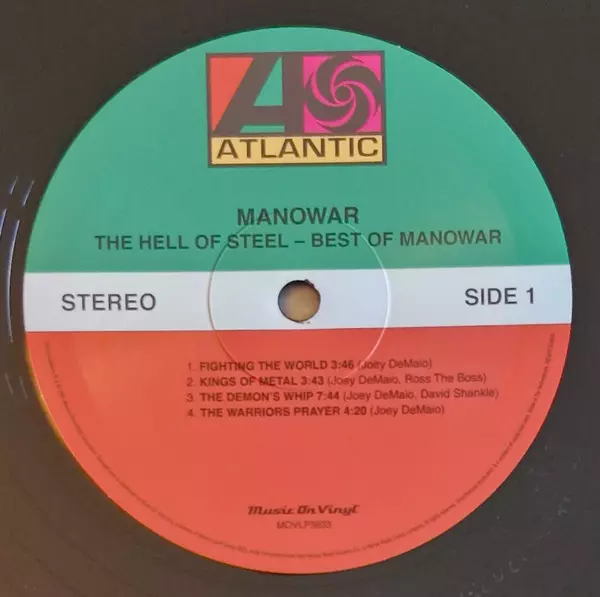 ATLANTIC
MANOWAR
THE HELL OF STEEL – BEST OF MANOWAR
STEREO
SIDE 1
1. FIGHTING THE WORLD 3:46 (Joey DeMaio)
2. KINGS OF METAL 3:43 (Joey DeMaio, Ross The Boss)
3. THE DEMON'S WHIP 7:44 (Joey DeMaio, David Shankle)
4. THE WARRIORS PRAYER 4:20 (Joey DeMaio)
Music On Vinyl